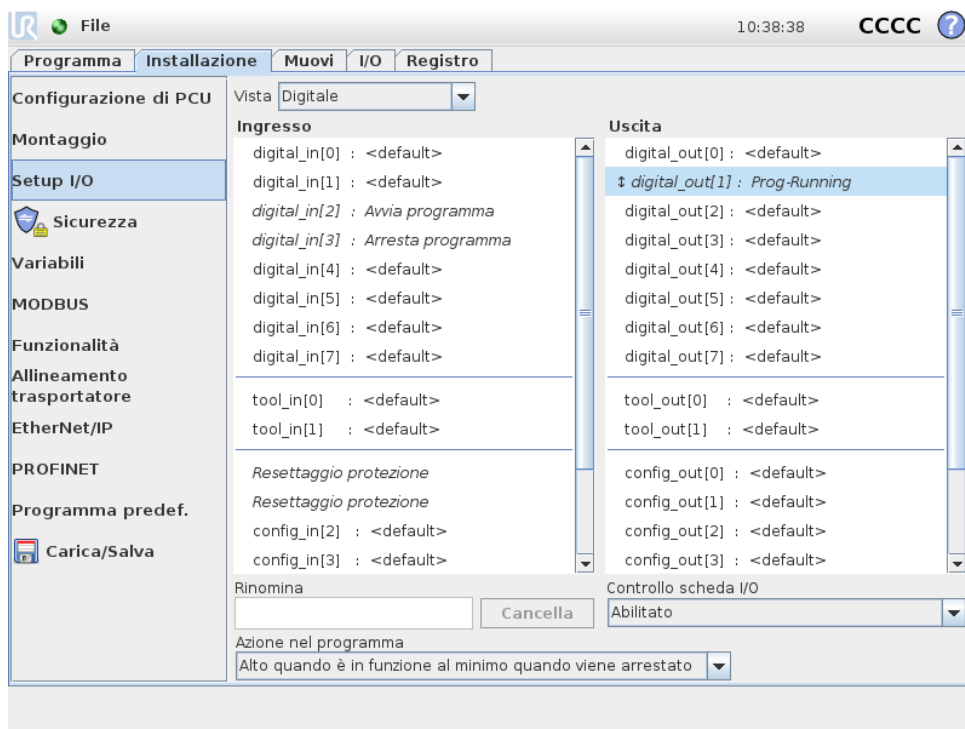 UR File 10:38:38 CCCC ?
Programma Installazione Muovi I/O Registro
Configurazione di PCU
Montaggio
Setup I/O
Sicurezza
Variabili
MODBUS
Funzionalità
Allineamento
trasportatore
EtherNet/IP
PROFINET
Programma predef.
Carica/Salva
Vista Digitale
Ingresso
digital_in[0] : <default>
digital_in[1] : <default>
digital_in[2] : Avvia programma
digital_in[3] : Arresta programma
digital_in[4] : <default>
digital_in[5] : <default>
digital_in[6] : <default>
digital_in[7] : <default>
tool_in[0] : <default>
tool_in[1] : <default>
Resettaggio protezione
Resettaggio protezione
config_in[2] : <default>
config_in[3] : <default>
Uscita
digital_out[0] : <default>
↕ digital_out[1] : Prog-Running
digital_out[2] : <default>
digital_out[3] : <default>
digital_out[4] : <default>
digital_out[5] : <default>
digital_out[6] : <default>
digital_out[7] : <default>
tool_out[0] : <default>
tool_out[1] : <default>
config_out[0] : <default>
config_out[1] : <default>
config_out[2] : <default>
config_out[3] : <default>
Rinomina
Cancella
Controllo scheda I/O
Abilitato
Azione nel programma
Alto quando è in funzione al minimo quando viene arrestato